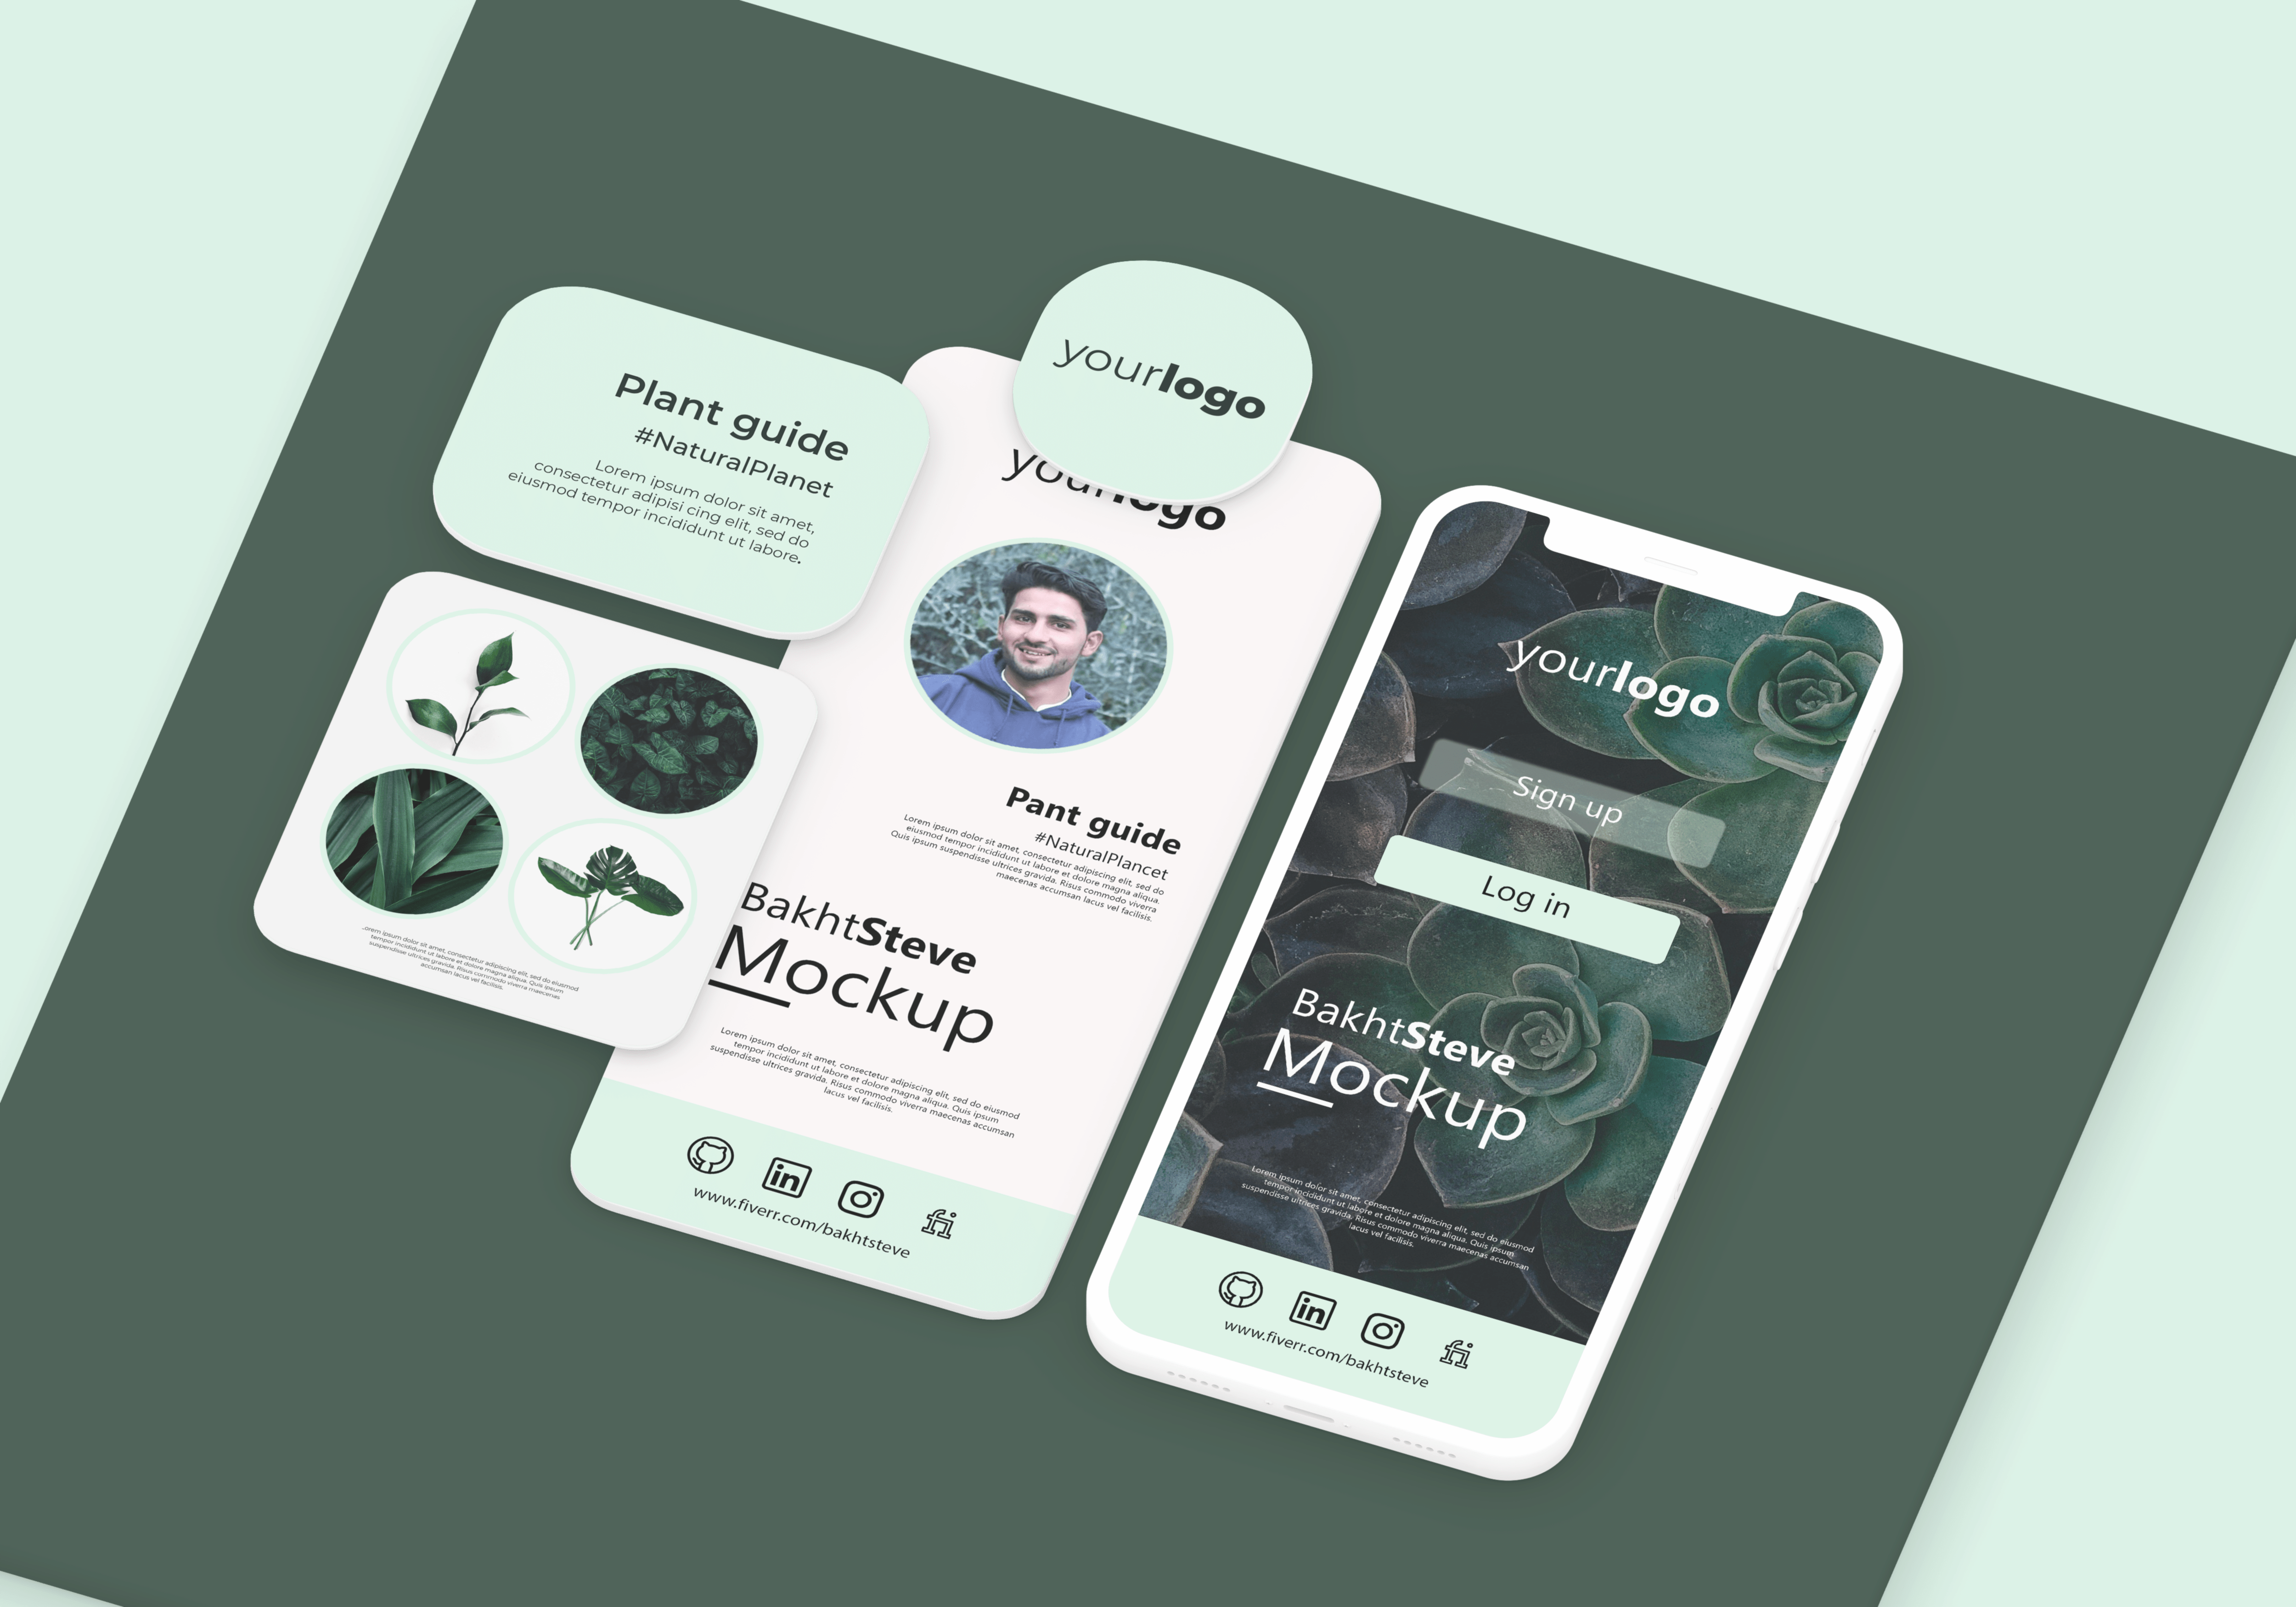 Plant guide
#NaturalPlanet
Lorem ipsum dolor sit amet,
consectetur adipisi cing elit, sed do
eiusmod tempor incididunt ut labore.
.orem ipsum dolor sit amet, consectetur adipiscing elit, sed do eiusmod
tempor incididunt ut labore et dolore magna aliqua. Quis ipsum
suspendisse ultrices gravida. Risus commodo viverra maecenas
accumsan lacus vel facilisis.
yourlogo
yourlogo
Pant guide
#NaturalPlancet
Lorem ipsum dolor sit amet, consectetur adipiscing elit, sed do
eiusmod tempor incididunt ut labore et dolore magna aliqua.
Quis ipsum suspendisse ultrices gravida. Risus commodo viverra
maecenas accumsan lacus vel facilisis.
BakhtSteve
Mockup
Lorem ipsum dolor sit amet, consectetur adipiscing elit, sed do eiusmod
tempor incididunt ut labore et dolore magna aliqua. Quis ipsum
suspendisse ultrices gravida. Risus commodo viverra maecenas accumsan
lacus vel facilisis.
in
fi
www.fiverr.com/bakhtsteve
yourlogo
Sign up
Log in
BakhtSteve
Mockup
Lorem ipsum dolor sit amet, consectetur adipiscing elit, sed do eiusmod
tempor incididunt ut labore et dolore magna aliqua. Quis ipsum
suspendisse ultrices gravida. Risus commodo viverra maecenas accumsan
lacus vel facilisis.
in
fi
www.fiverr.com/bakhtsteve